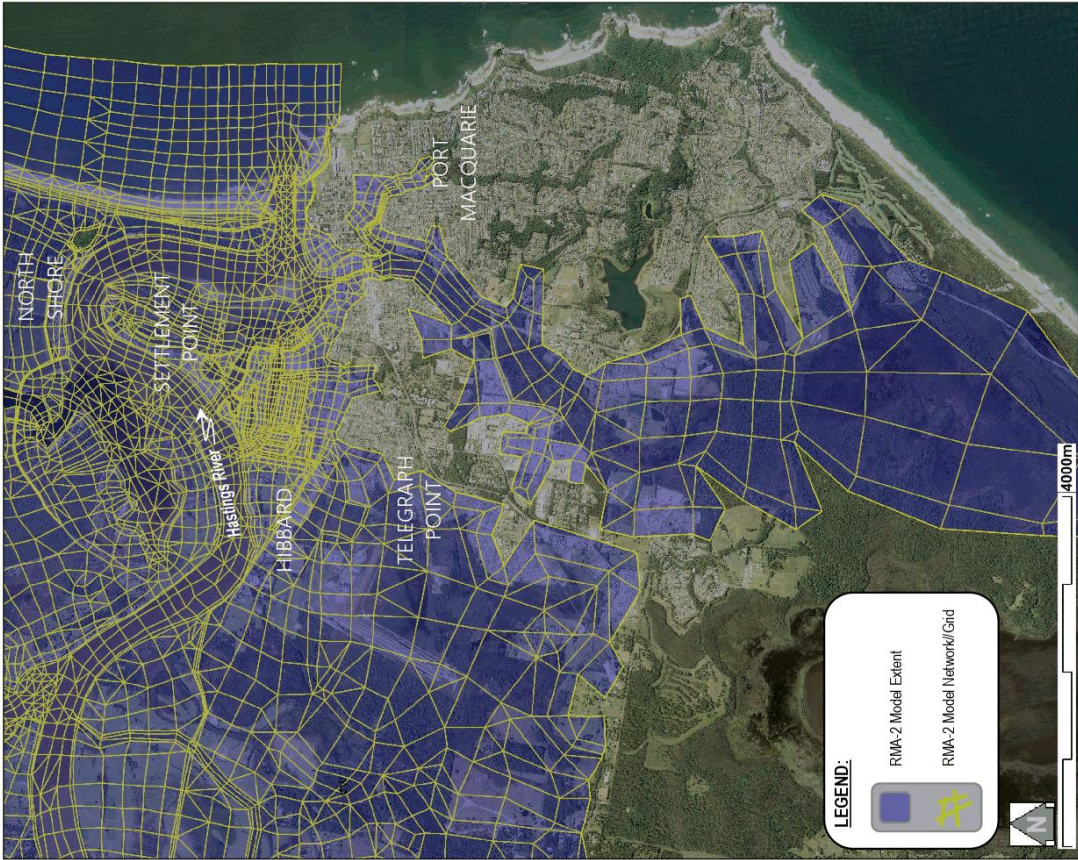 NORTH
SHORE
SETTLEMENT
POINT
Hastings River
HIBBARD
TELEGRAPH
POINT
PORT
MACQUARIE
LEGEND:
RMA-2 Model Extent
RMA-2 Model Network//Grid
N
4000m